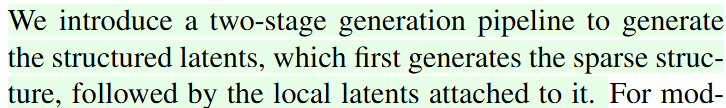 We introduce a two-stage generation pipeline to generate
the structured latents, which first generates the sparse struc-
ture, followed by the local latents attached to it. For mod-